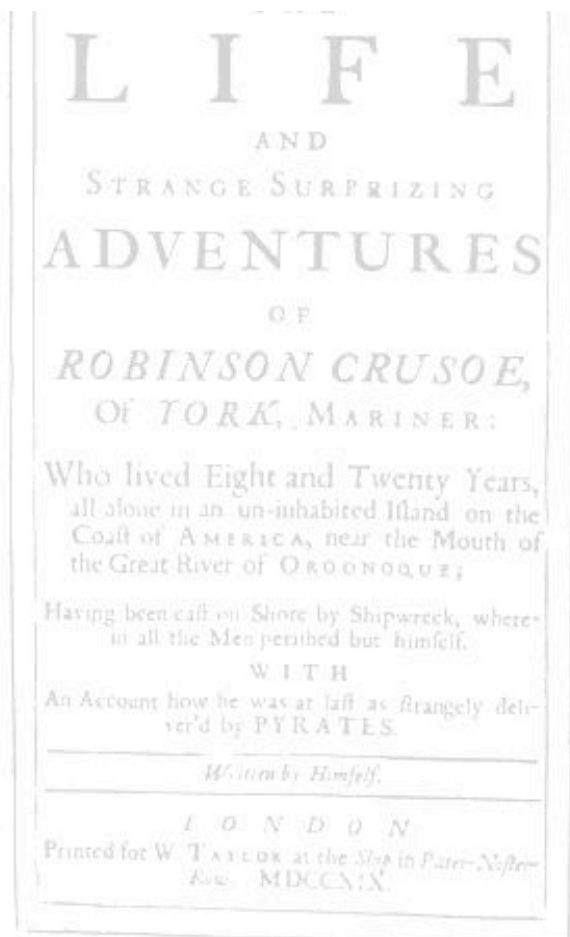 LIFE
AND
STRANGE SURPRIZING
ADVENTURES
OF
ROBINSON CRUSOE,
Of YORK, MARINER:
Who lived Eight and Twenty Years,
all alone in an un-inhabited Iſland on the
Coaſt of AMERICA, near the Mouth of
the Great River of OROONOQUE;
Having been caſt on Shore by Shipwreck, where-
in all the Men periſhed but himſelf.
WITH
An Account how he was at laſt as ſtrangely deli-
ver'd by PYRATES.
Written by Himſelf.
LONDON
Printed for W. TAYLOR at the Ship in Pater-Noſter-
Row. MDCCXIX.